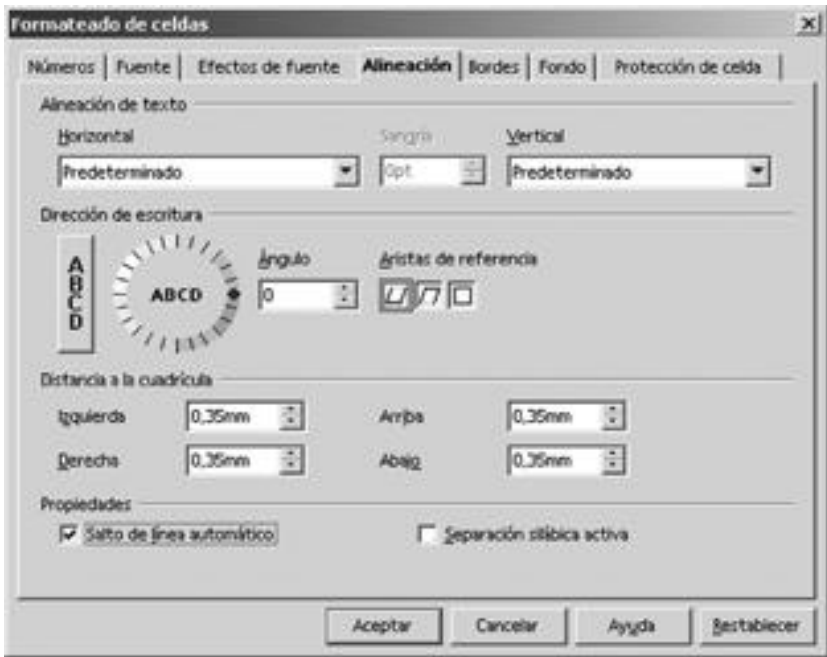 Formateado de celdas
Números Fuente Efectos de fuente Alineación Bordes Fondo Protección de celda
Alineación de texto
Horizontal Sangría Vertical
Predeterminado 0pt Predeterminado
Dirección de escritura
ABCD
ABCD
Ángulo Aristas de referencia
0
Distancia a la cuadrícula
Izquierda 0,35mm Arriba 0,35mm
Derecha 0,35mm Abajo 0,35mm
Propiedades
Salto de línea automático Separación silábica activa
Aceptar Cancelar Ayuda Restablecer